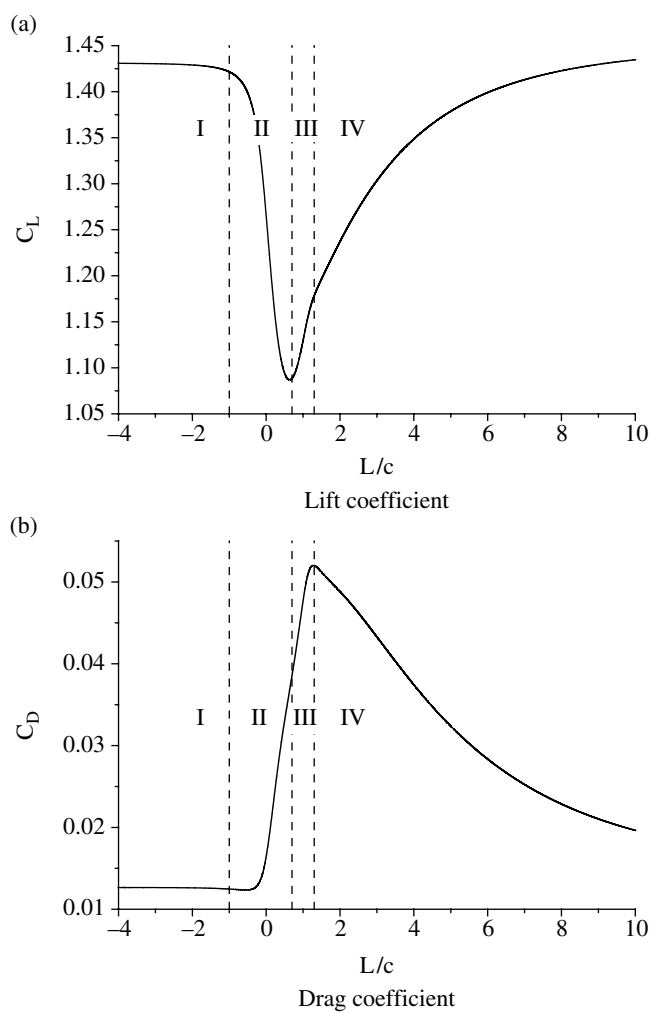 (a)
1.45
1.40
1.35
1.30
1.25
1.20
1.15
1.10
1.05
C_L
I II III IV
−4 −2 0 2 4 6 8 10
L/c
Lift coefficient
(b)
0.05
0.04
0.03
0.02
0.01
C_D
I II III IV
−4 −2 0 2 4 6 8 10
L/c
Drag coefficient